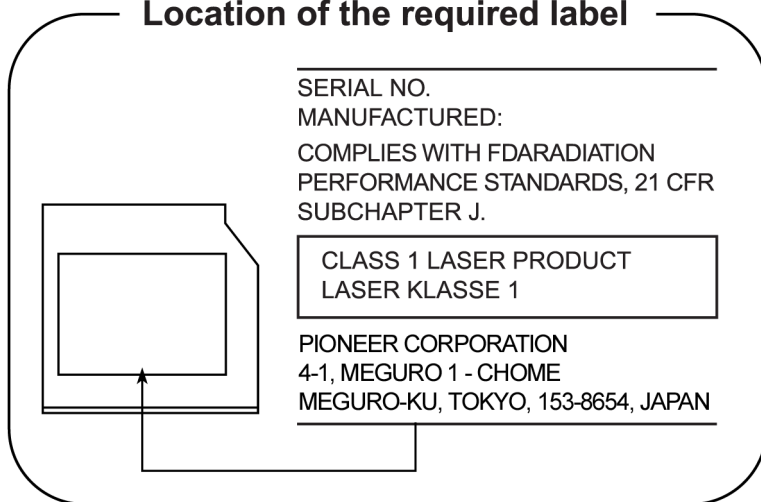 Location of the required label
SERIAL NO.
MANUFACTURED:
COMPLIES WITH FDARADIATION
PERFORMANCE STANDARDS, 21 CFR
SUBCHAPTER J.
CLASS 1 LASER PRODUCT
LASER KLASSE 1
PIONEER CORPORATION
4-1, MEGURO 1 - CHOME
MEGURO-KU, TOKYO, 153-8654, JAPAN